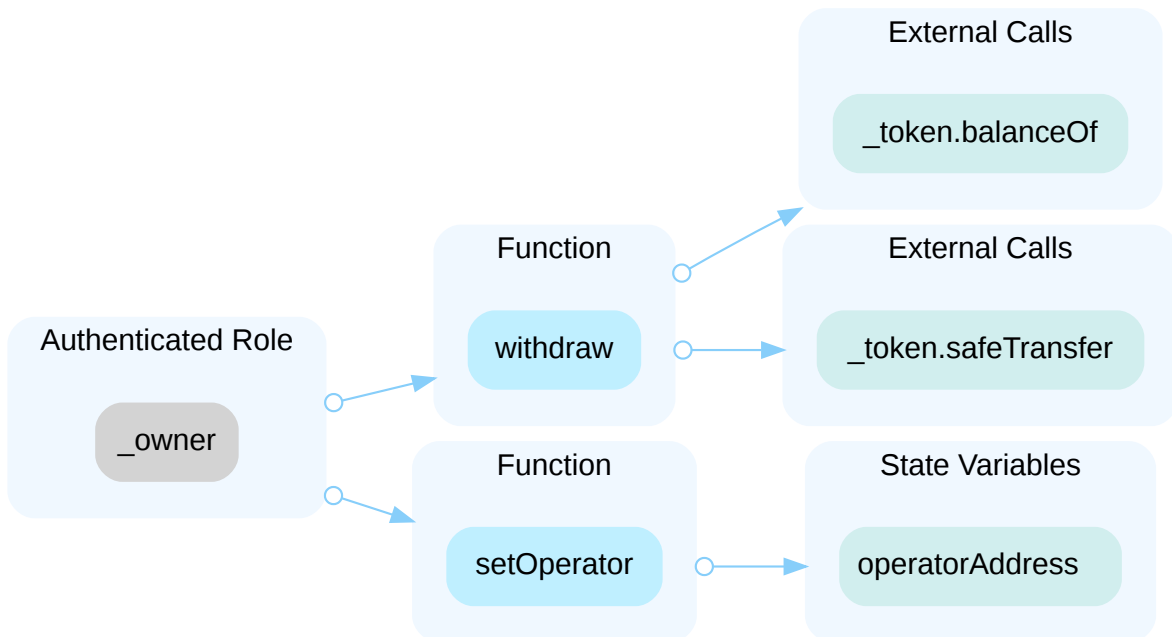 Authenticated Role
_owner
Function
withdraw
External Calls
_token.balanceOf
External Calls
_token.safeTransfer
Function
setOperator
State Variables
operatorAddress